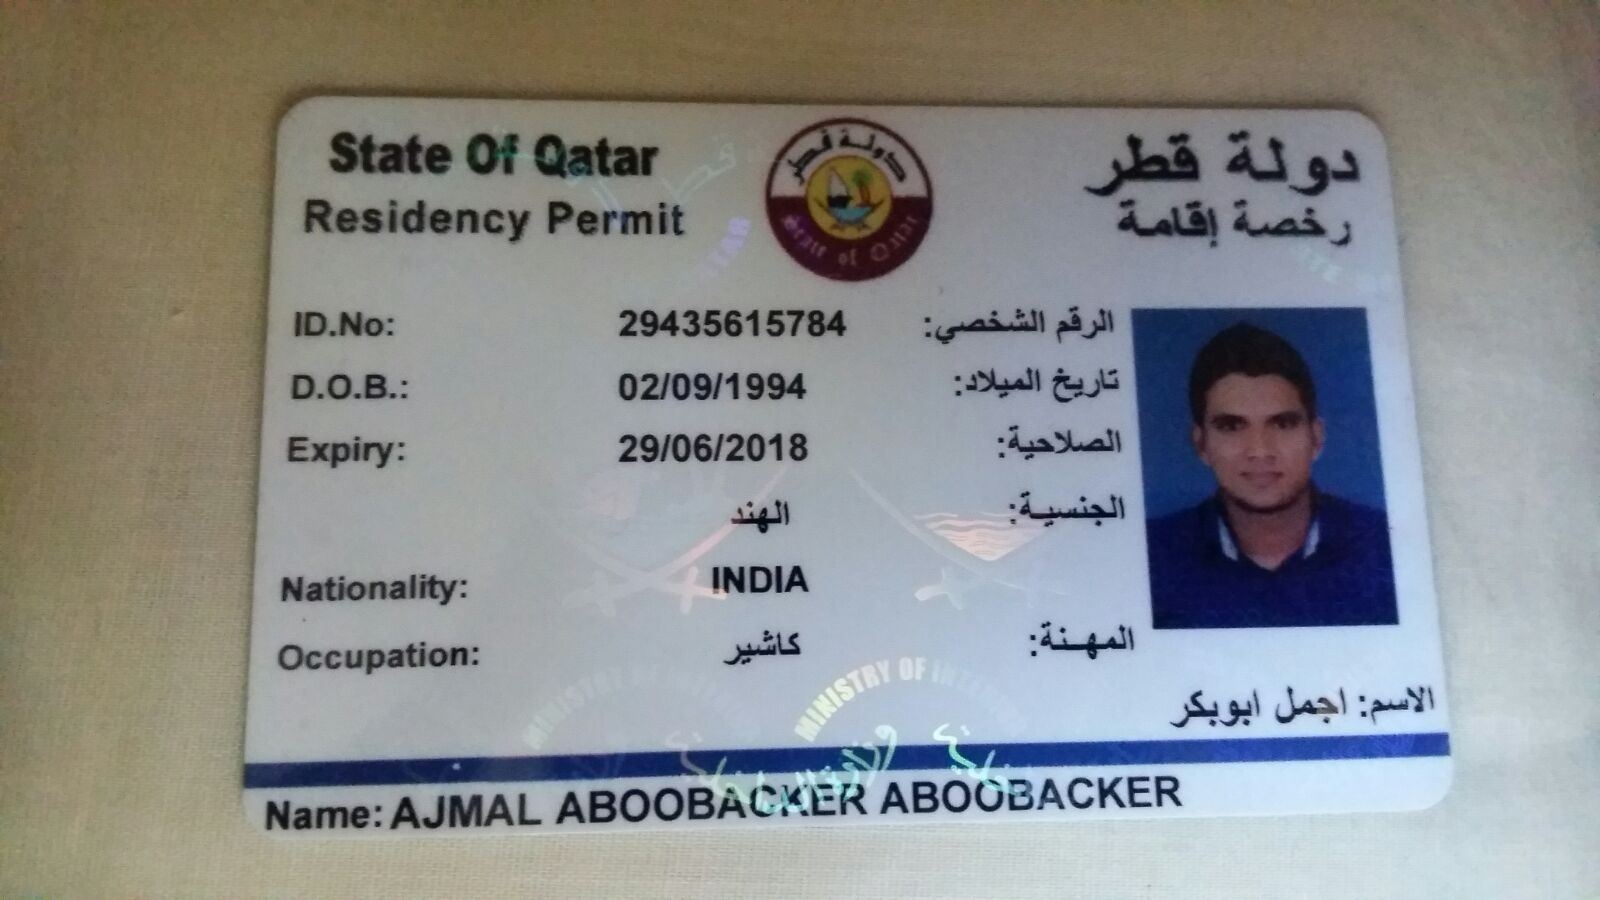 State Of Qatar
دولة قطر
Residency Permit
رخصة إقامة
دولة قطر
State of Qatar
ID.No: 29435615784 الرقم الشخصي:
D.O.B.: 02/09/1994 تاريخ الميلاد:
Expiry: 29/06/2018 الصلاحية:
الهند الجنسية:
Nationality: INDIA
Occupation: كاشير المهنة:
MINISTRY OF INTERIOR
الاسم: اجمل ابوبكر
Name: AJMAL ABOOBACKER ABOOBACKER